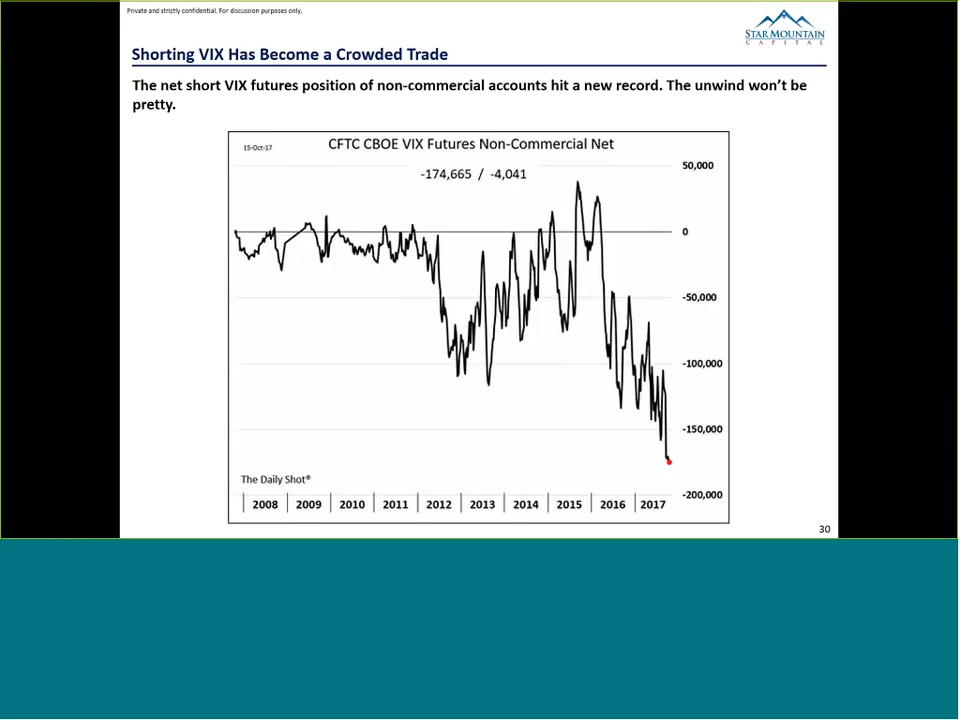 Private and strictly confidential. For discussion purposes only.
STAR MOUNTAIN
CAPITAL
Shorting VIX Has Become a Crowded Trade
The net short VIX futures position of non-commercial accounts hit a new record. The unwind won't be
pretty.
15-Oct-17
CFTC CBOE VIX Futures Non-Commercial Net
-174,665 / -4,041
50,000
0
-50,000
-100,000
-150,000
-200,000
The Daily Shot®
2008 2009 2010 2011 2012 2013 2014 2015 2016 2017
30